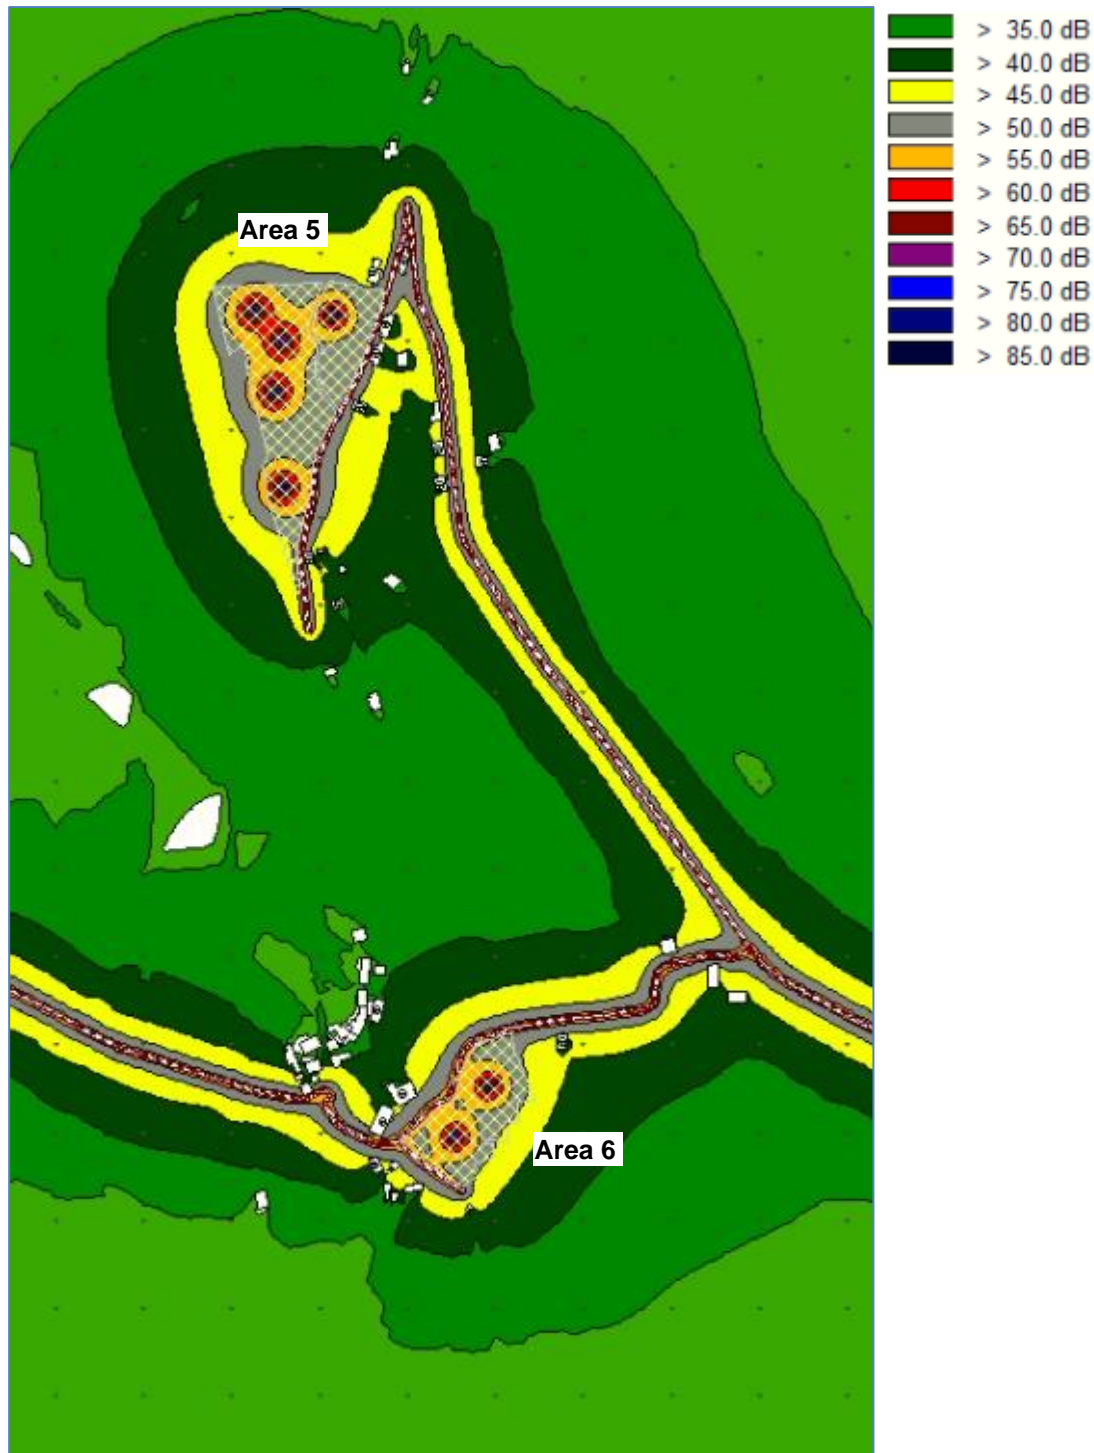 > 35.0 dB
> 40.0 dB
> 45.0 dB
> 50.0 dB
> 55.0 dB
> 60.0 dB
> 65.0 dB
> 70.0 dB
> 75.0 dB
> 80.0 dB
> 85.0 dB
Area 5
Area 6